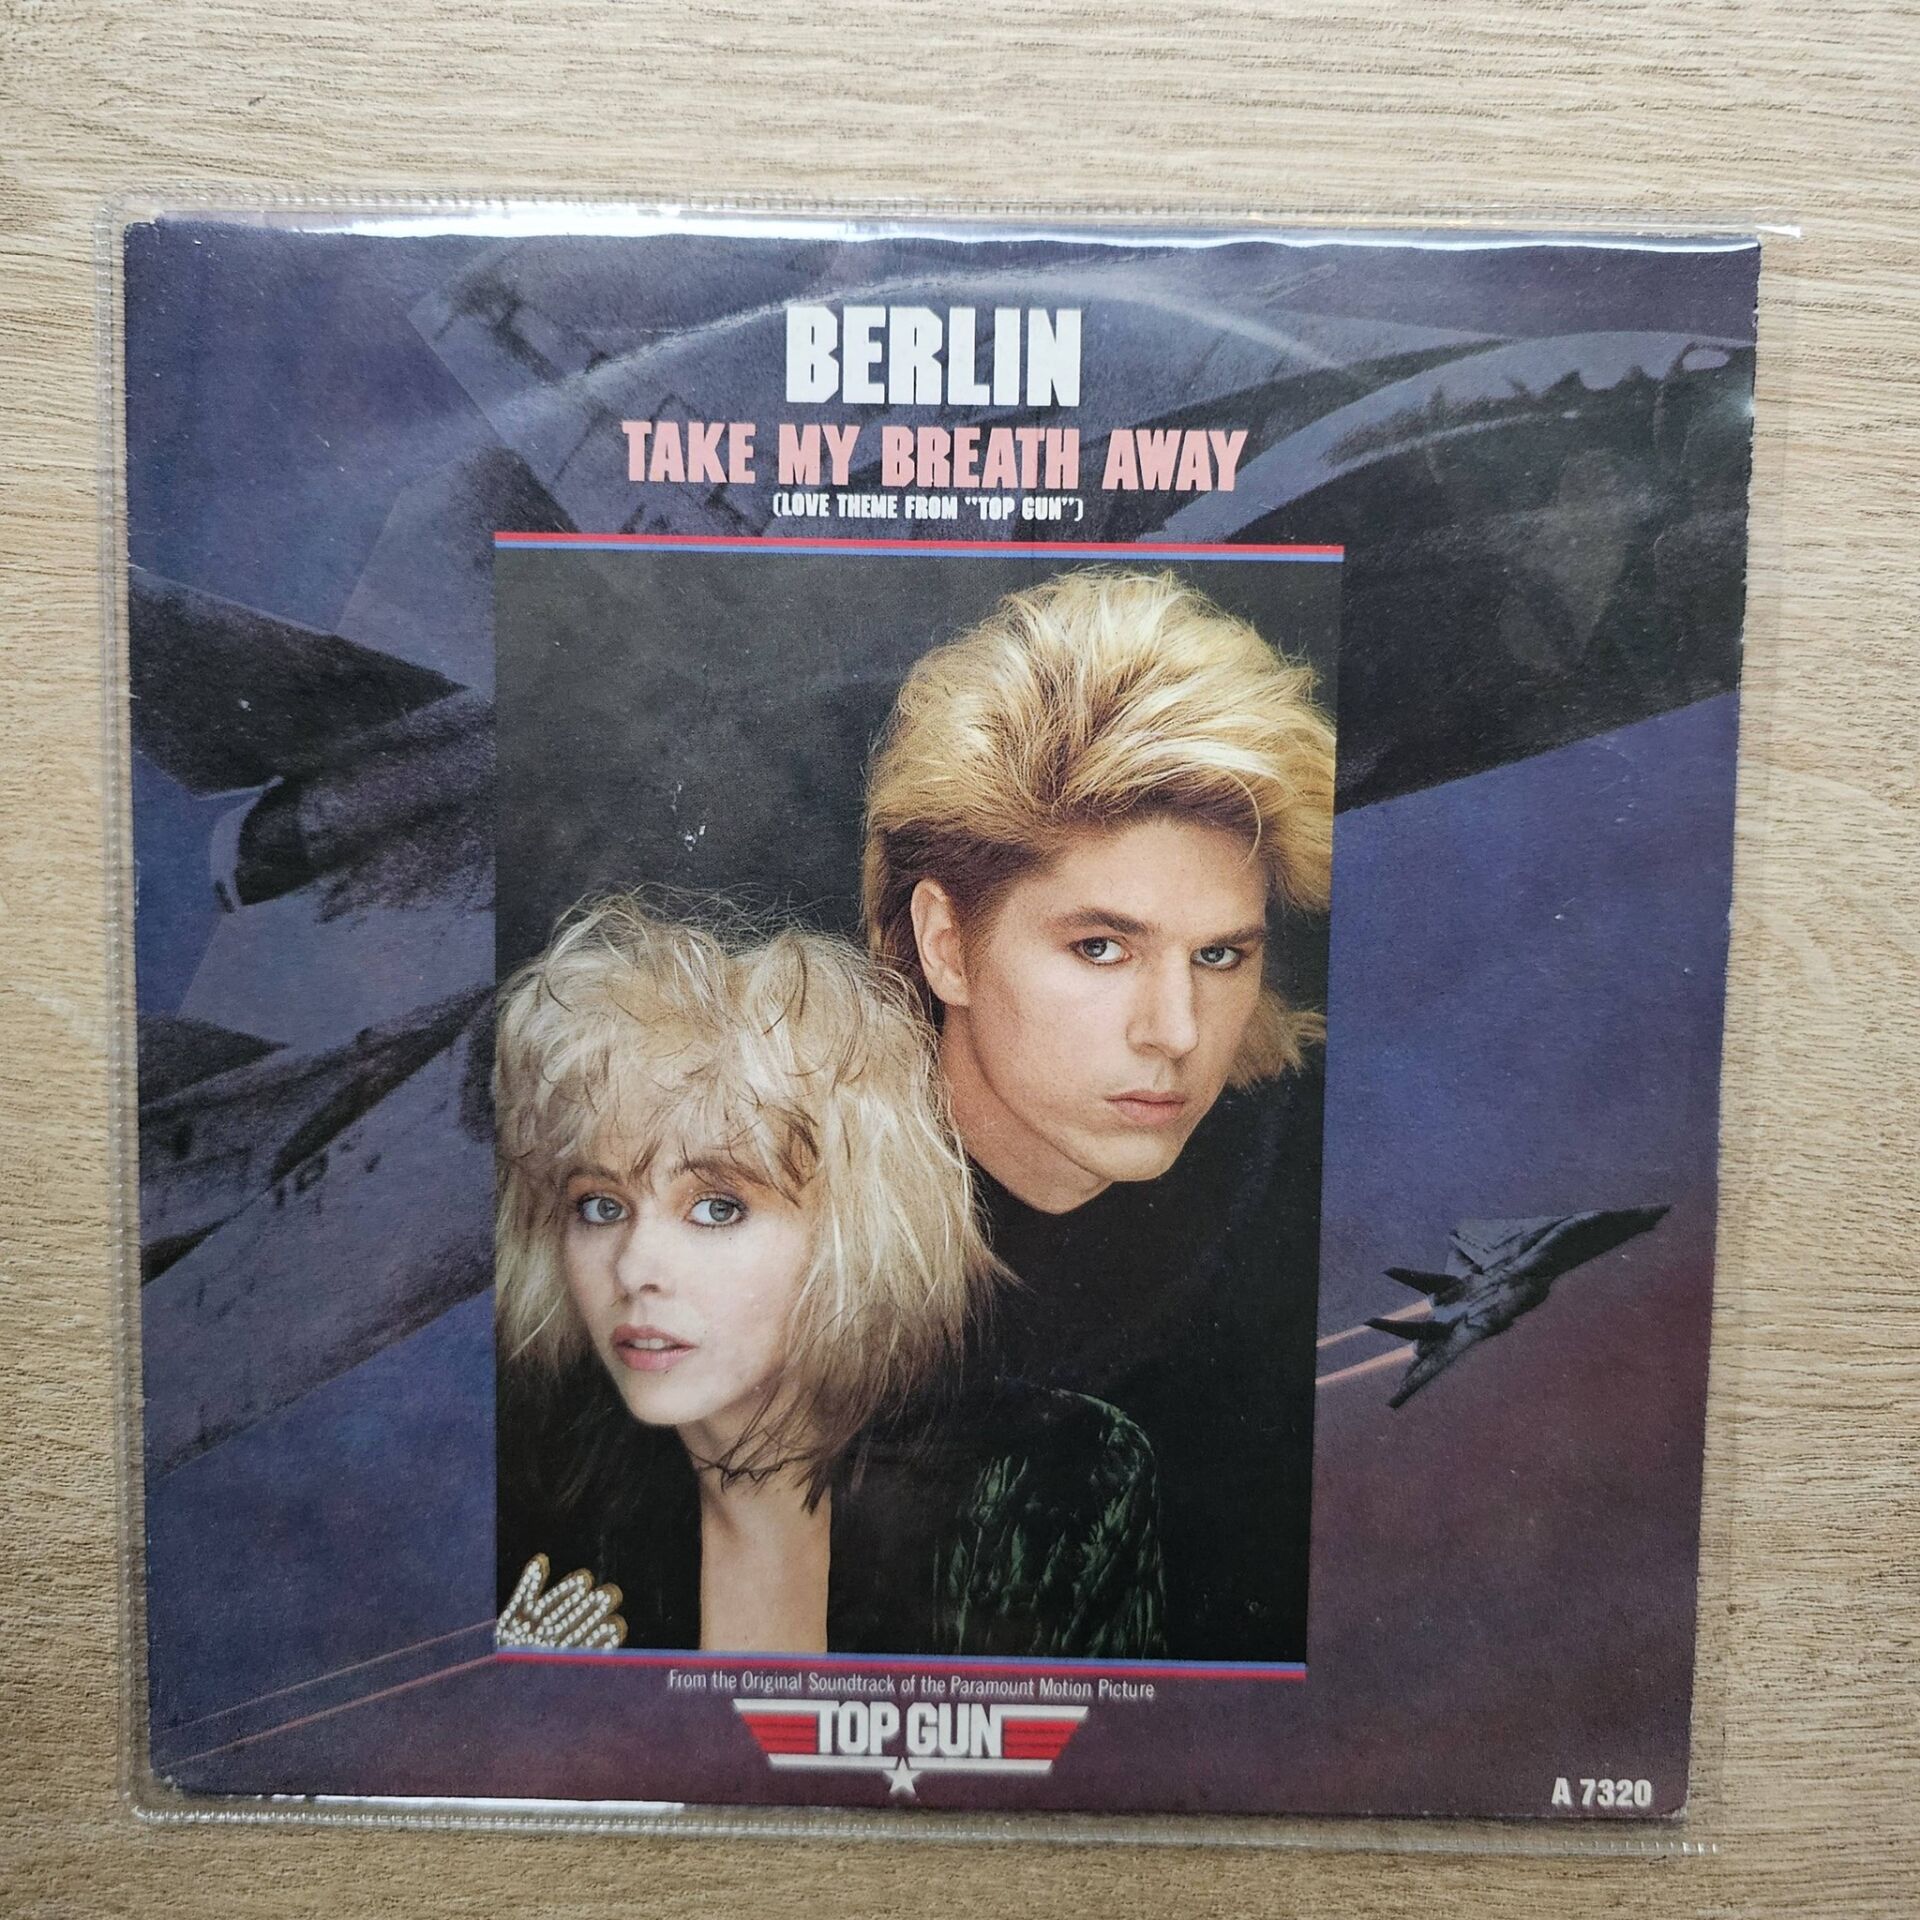 BERLIN
TAKE MY BREATH AWAY
(LOVE THEME FROM "TOP GUN")
From the Original Soundtrack of the Paramount Motion Picture
TOP GUN
A 7320